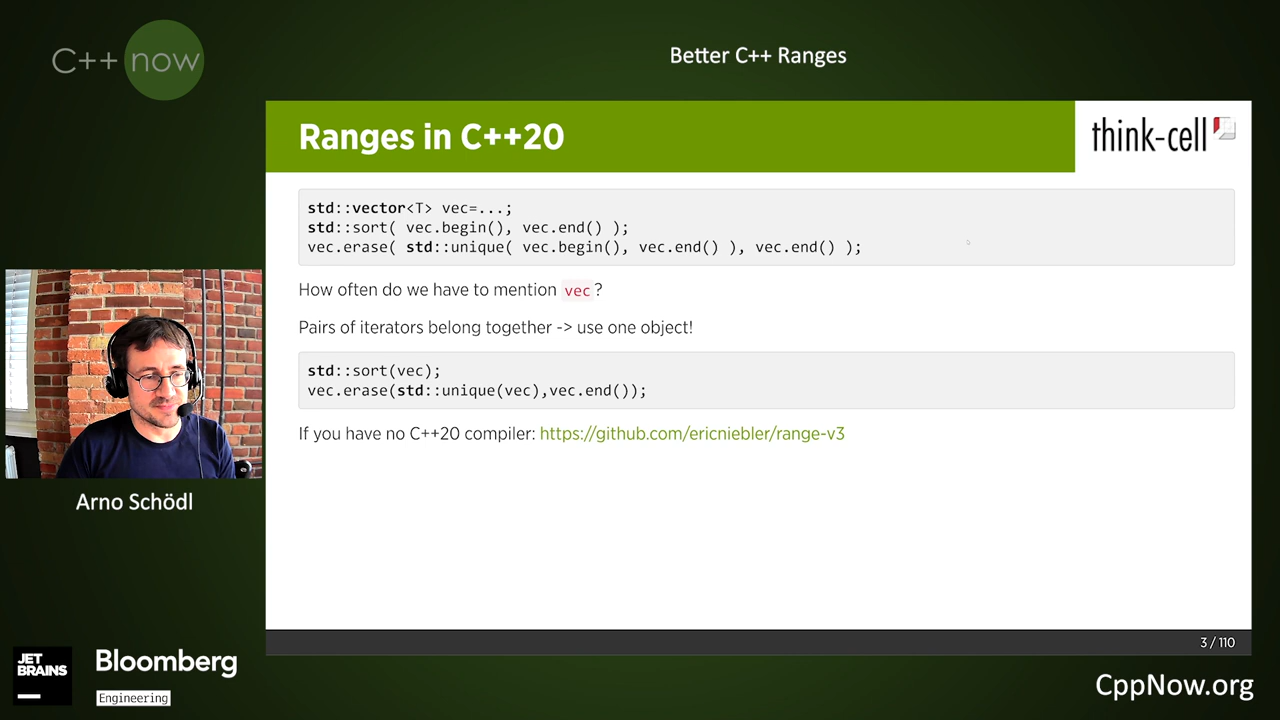 C++ now
Better C++ Ranges
Ranges in C++20
think-cell
std::vector<T> vec=...;
std::sort( vec.begin(), vec.end() );
vec.erase( std::unique( vec.begin(), vec.end() ), vec.end() );
How often do we have to mention vec?
Pairs of iterators belong together -> use one object!
std::sort(vec);
vec.erase(std::unique(vec),vec.end());
If you have no C++20 compiler: https://github.com/ericniebler/range-v3
Arno Schödl
3 / 110
JET
BRAINS
Bloomberg
Engineering
CppNow.org